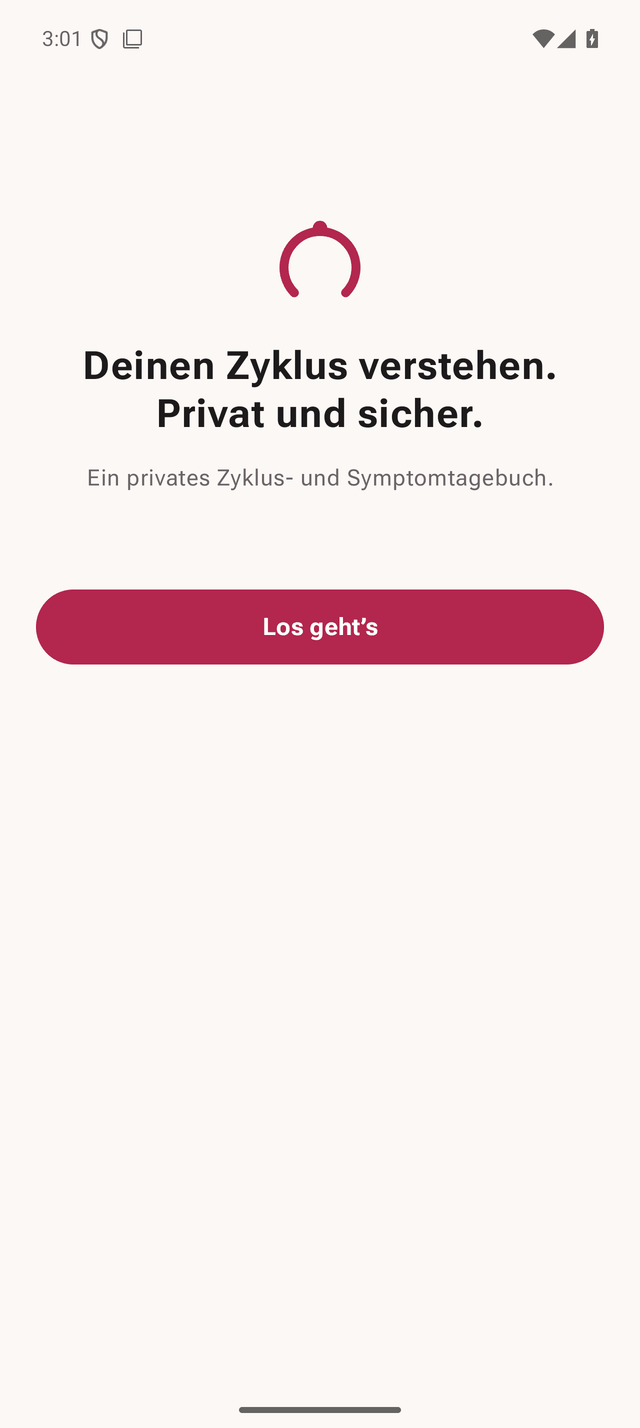 3:01
Deinen Zyklus verstehen.
Privat und sicher.
Ein privates Zyklus- und Symptomtagebuch.
Los geht’s